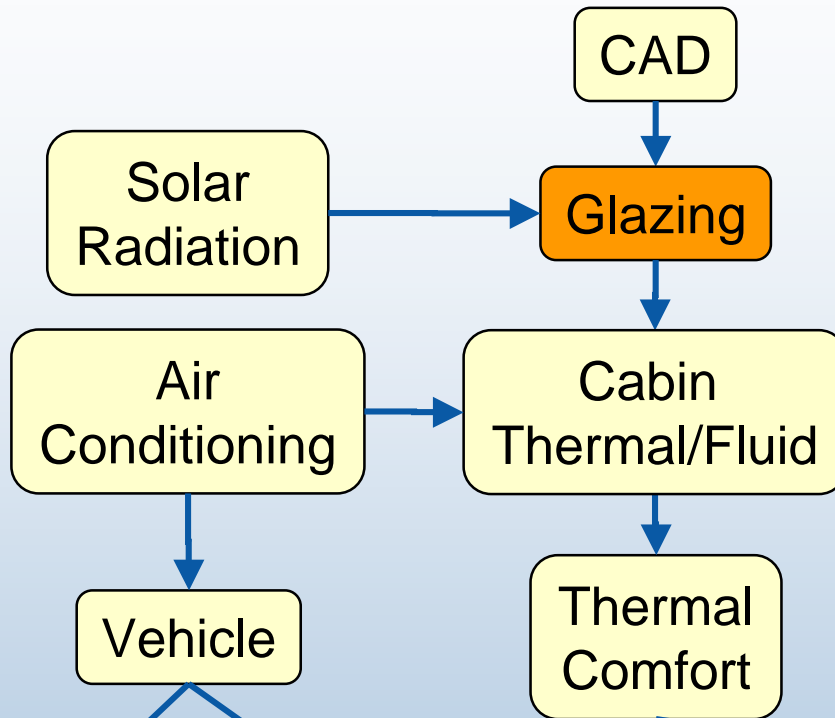 CAD
Solar
Radiation
Glazing
Air
Conditioning
Cabin
Thermal/Fluid
Vehicle
Thermal
Comfort